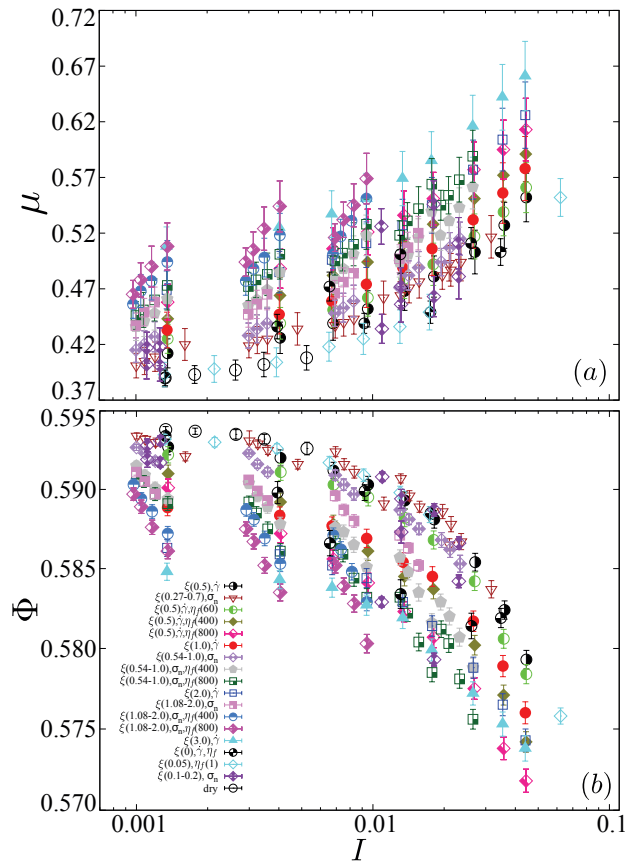 0.72
0.67
0.62
0.57
0.52
0.47
0.42
0.37
μ
(a)
0.595
0.590
0.585
0.580
0.575
0.570
Φ
ξ(0.5),γ̇
ξ(0.27-0.7),σn
ξ(0.5),γ̇,ηf(60)
ξ(0.5),γ̇,ηf(400)
ξ(0.5),γ̇,ηf(800)
ξ(1.0),γ̇
ξ(0.54-1.0),σn
ξ(0.54-1.0),σn,ηf(400)
ξ(0.54-1.0),σn,ηf(800)
ξ(2.0),γ̇
ξ(1.08-2.0),σn
ξ(1.08-2.0),σn,ηf(400)
ξ(1.08-2.0),σn,ηf(800)
ξ(3.0),γ̇
ξ(0),γ̇,ηf
ξ(0.05),ηf(1)
ξ(0.1-0.2),σn
dry
(b)
0.001 0.01 0.1
I